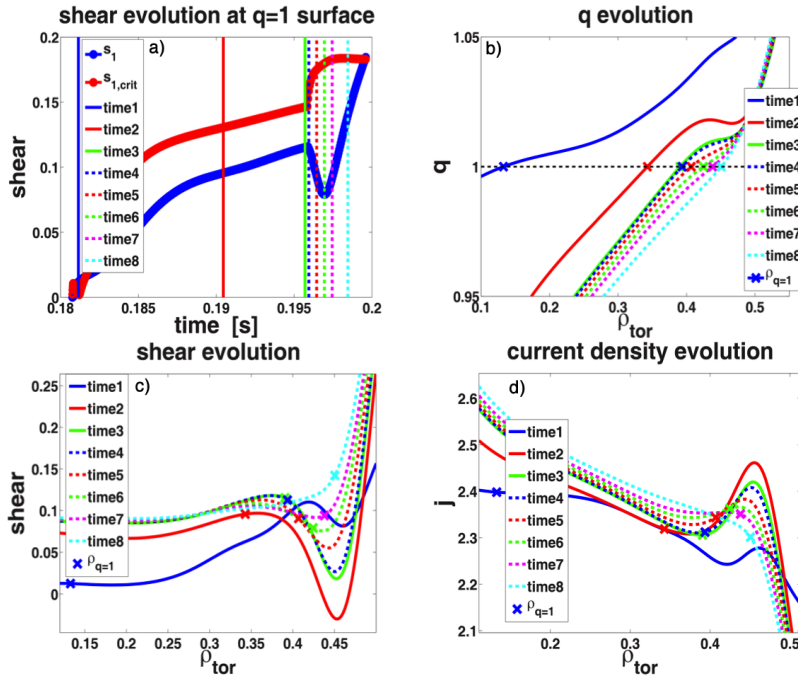 shear evolution at q=1 surface
a)
0.2
0.15
0.1
0.05
0
shear
s1
s1,crit
time1
time2
time3
time4
time5
time6
time7
time8
0.18
0.185
0.19
0.195
0.2
time [s]
q evolution
b)
1.05
1
0.95
q
time1
time2
time3
time4
time5
time6
time7
time8
ρq=1
0.1
0.2
0.3
0.4
0.5
ρtor
shear evolution
c)
0.25
0.2
0.15
0.1
0.05
0
shear
time1
time2
time3
time4
time5
time6
time7
time8
ρq=1
0.15
0.2
0.25
0.3
0.35
0.4
0.45
ρtor
current density evolution
d)
2.6
2.5
2.4
2.3
2.2
2.1
j
time1
time2
time3
time4
time5
time6
time7
time8
ρq=1
0.1
0.2
0.3
0.4
0.5
ρtor